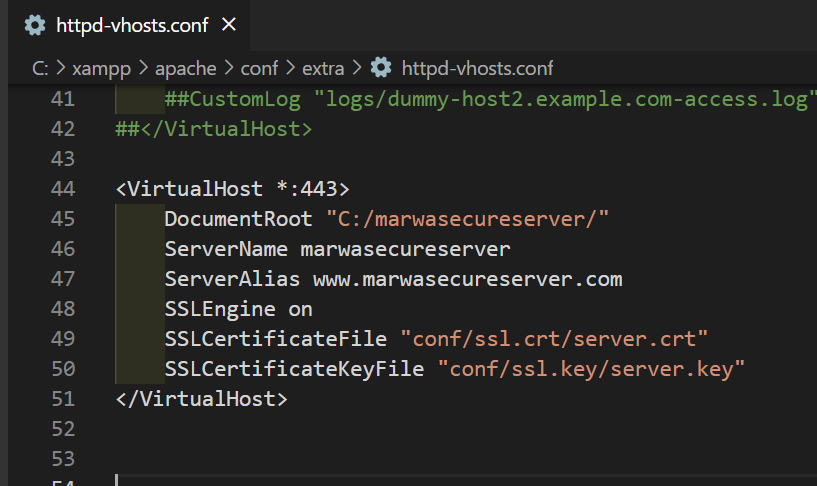 httpd-vhosts.conf ×
C: > xampp > apache > conf > extra > httpd-vhosts.conf
41 ##CustomLog "logs/dummy-host2.example.com-access.log"
42 ##</VirtualHost>
43
44 <VirtualHost *:443>
45 DocumentRoot "C:/marwasecureserver/"
46 ServerName marwasecureserver
47 ServerAlias www.marwasecureserver.com
48 SSLEngine on
49 SSLCertificateFile "conf/ssl.crt/server.crt"
50 SSLCertificateKeyFile "conf/ssl.key/server.key"
51 </VirtualHost>
52
53
54